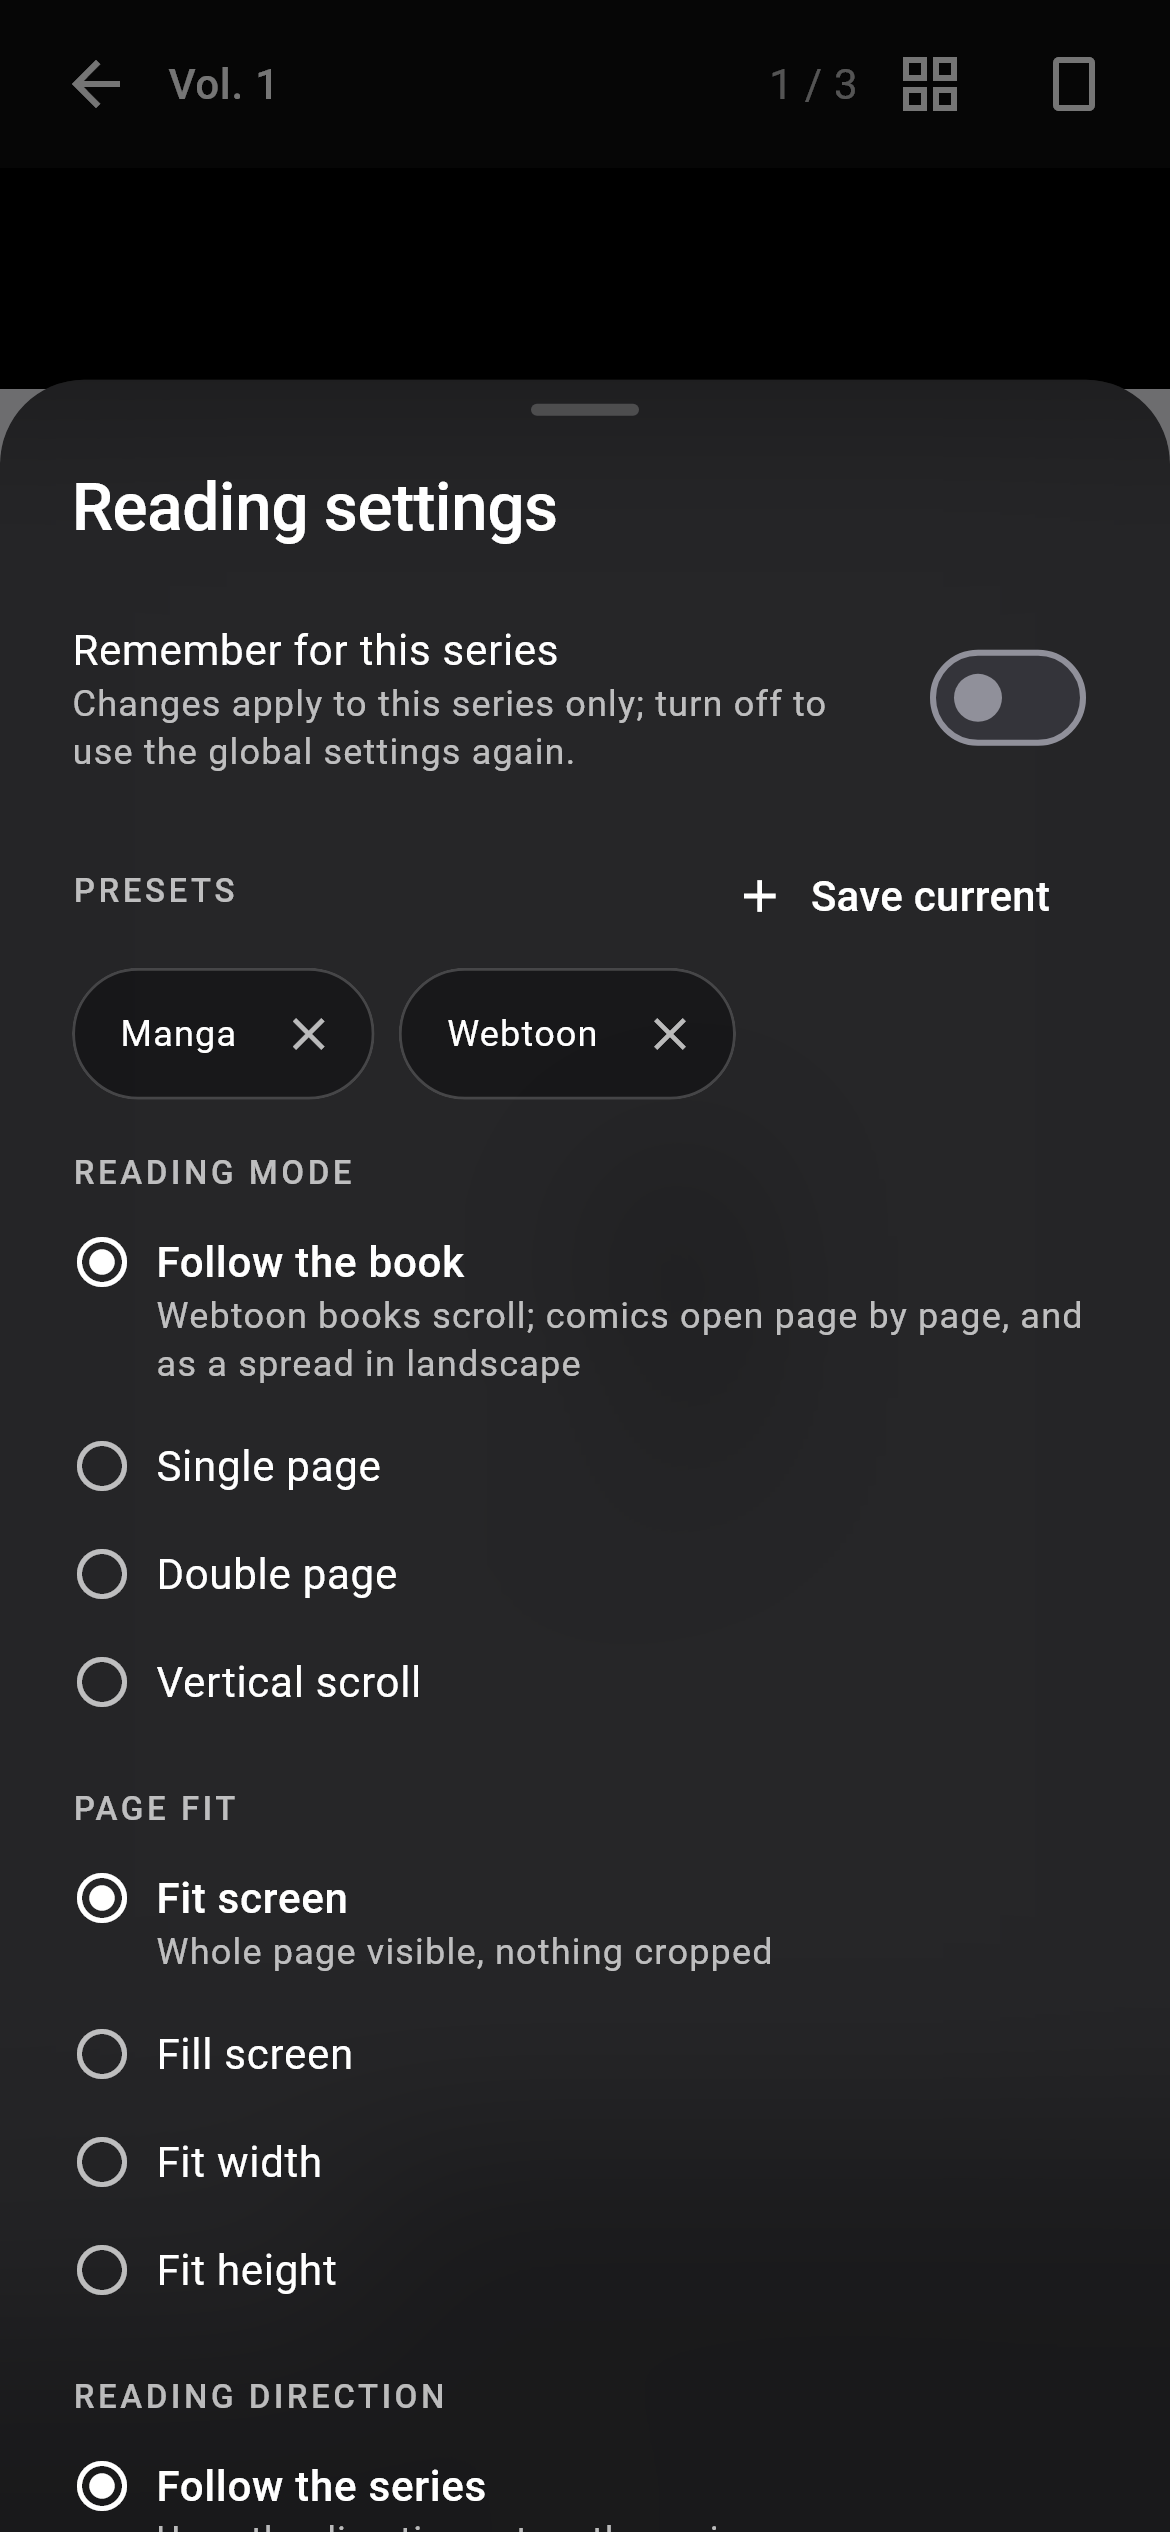 Vol. 1
1 / 3
Reading settings
Remember for this series
Changes apply to this series only; turn off to
use the global settings again.
PRESETS
Save current
Manga
Webtoon
READING MODE
Follow the book
Webtoon books scroll; comics open page by page, and
as a spread in landscape
Single page
Double page
Vertical scroll
PAGE FIT
Fit screen
Whole page visible, nothing cropped
Fill screen
Fit width
Fit height
READING DIRECTION
Follow the series